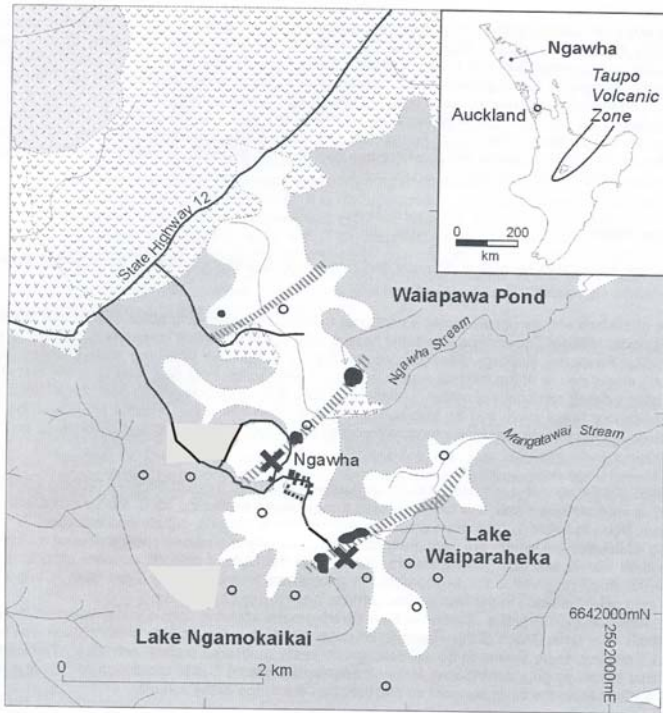 Ngawha
Taupo
Volcanic
Zone
Auckland
0 200
km
State Highway 12
Waiapawa Pond
Ngawha Stream
Mangatawai Stream
Ngawha
Lake
Waiparaheka
Lake Ngamokaikai
6642000mN
2592000mE
0 2 km